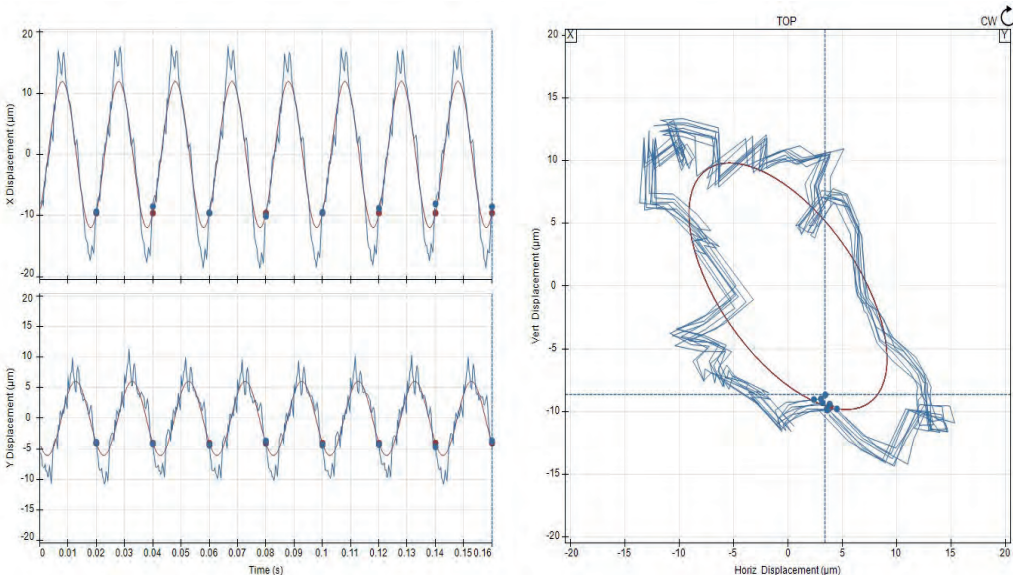 X Displacement (µm)
20
10
0
-10
-20
Y Displacement (µm)
20
15
10
5
0
-5
-10
-15
-20
0 0.01 0.02 0.03 0.04 0.05 0.06 0.07 0.08 0.09 0.1 0.11 0.12 0.13 0.14 0.15 0.16
Time (s)
TOP
CW
X
Y
Vert Displacement (µm)
20
15
10
5
0
-5
-10
-15
-20
-20 -15 -10 -5 0 5 10 15 20
Horiz Displacement (µm)